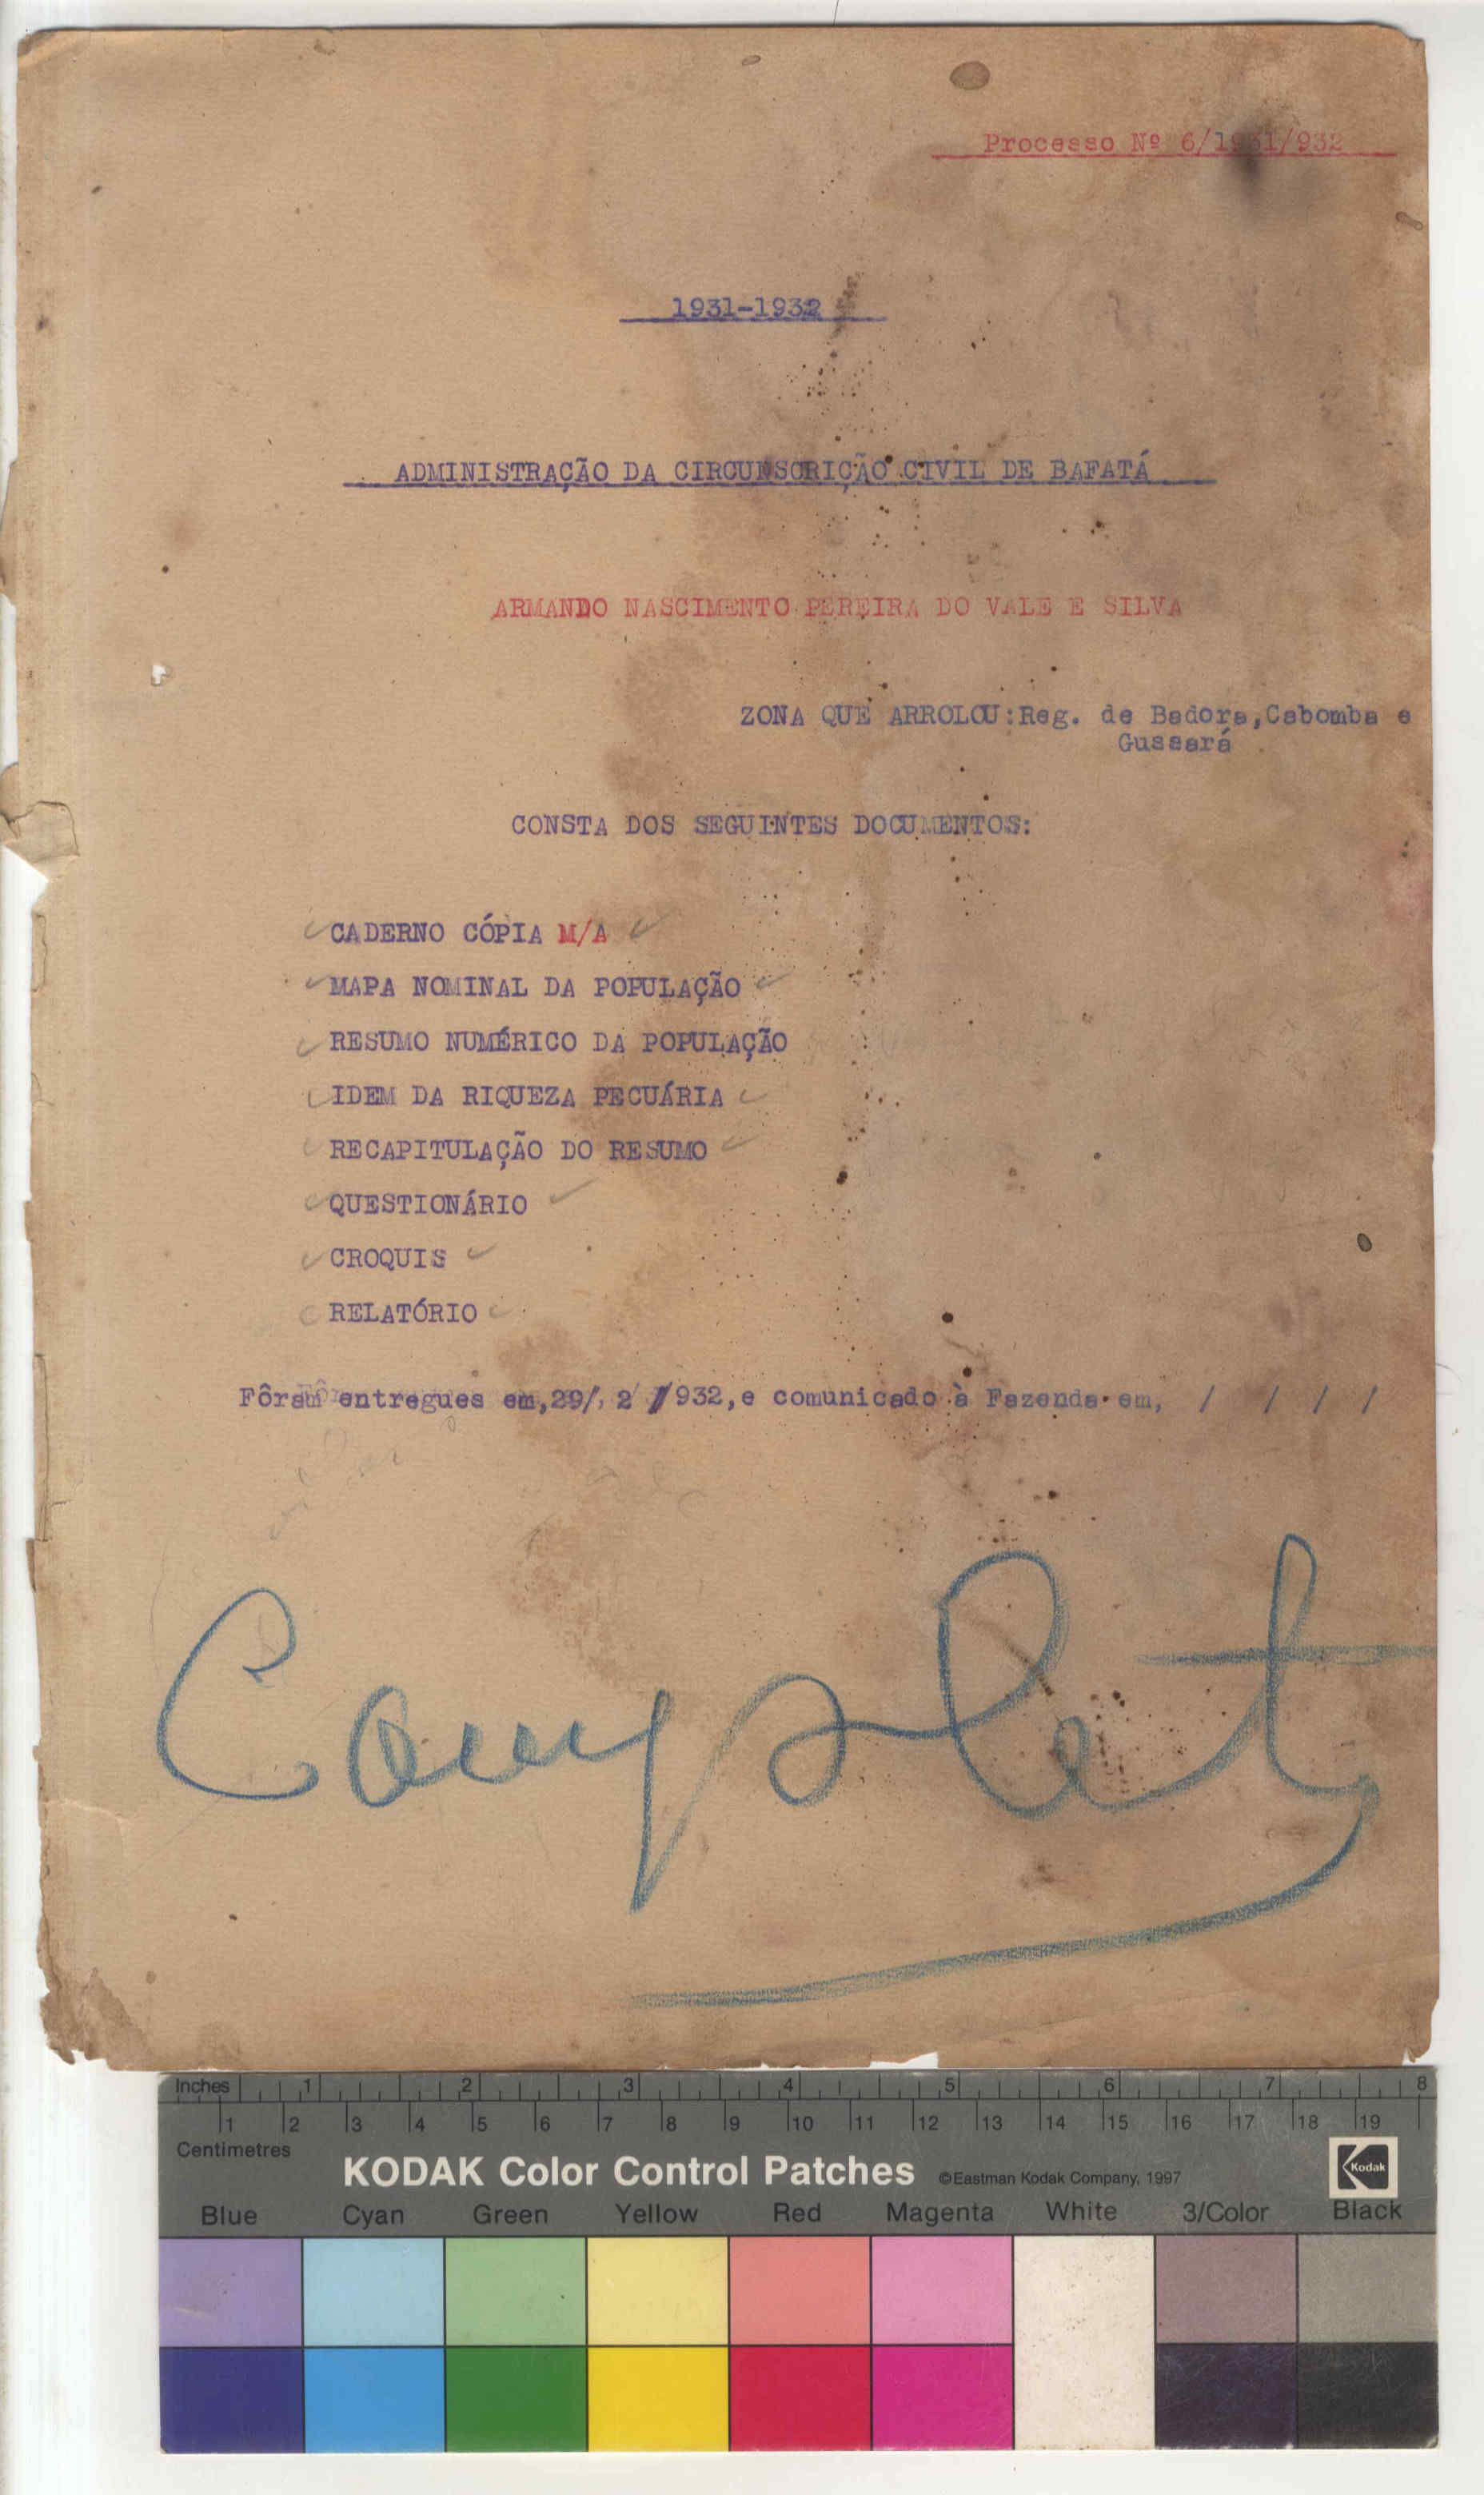 Processo Nº 6/1931/932
1931-1932
ADMINISTRAÇÃO DA CIRCUNSCRIÇÃO CIVIL DE BAFATÁ
ARMANDO NASCIMENTO PEREIRA DO VALE E SILVA
ZONA QUE ARROLOU:Reg. de Badora,Cabomba e
Gussará
CONSTA DOS SEGUINTES DOCUMENTOS:
CADERNO CÓPIA M/A
MAPA NOMINAL DA POPULAÇÃO
RESUMO NUMÉRICO DA POPULAÇÃO
IDEM DA RIQUEZA PECUÁRIA
RECAPITULAÇÃO DO RESUMO
QUESTIONÁRIO
CROQUIS
RELATÓRIO
Fôram entregues em,29/ 2 /932,e comunicado à Fazenda em, / / / /
Completo
Inches 1 2 3 4 5 6 7 8
1 2 3 4 5 6 7 8 9 10 11 12 13 14 15 16 17 18 19
Centimetres
KODAK Color Control Patches ©Eastman Kodak Company, 1997 Kodak
Blue Cyan Green Yellow Red Magenta White 3/Color Black